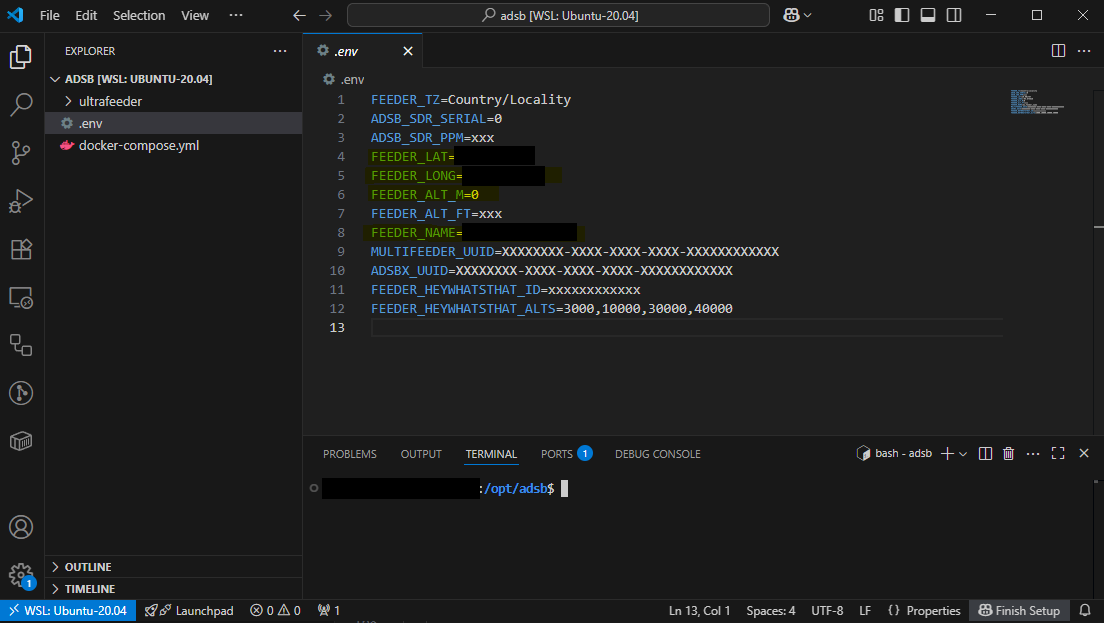 File Edit Selection View ··· adsb [WSL: Ubuntu-20.04]
EXPLORER ···
ADSB [WSL: UBUNTU-20.04]
ultrafeeder
.env
docker-compose.yml
OUTLINE
TIMELINE
1
.env
.env
1 FEEDER_TZ=Country/Locality
2 ADSB_SDR_SERIAL=0
3 ADSB_SDR_PPM=xxx
4 FEEDER_LAT=
5 FEEDER_LONG=
6 FEEDER_ALT_M=0
7 FEEDER_ALT_FT=xxx
8 FEEDER_NAME=
9 MULTIFEEDER_UUID=XXXXXXXX-XXXX-XXXX-XXXX-XXXXXXXXXXXX
10 ADSBX_UUID=XXXXXXXX-XXXX-XXXX-XXXX-XXXXXXXXXXXX
11 FEEDER_HEYWHATSTHAT_ID=xxxxxxxxxxxx
12 FEEDER_HEYWHATSTHAT_ALTS=3000,10000,30000,40000
13
PROBLEMS OUTPUT TERMINAL PORTS 1 DEBUG CONSOLE bash - adsb
:/opt/adsb$
WSL: Ubuntu-20.04 Launchpad 0 0 1 Ln 13, Col 1 Spaces: 4 UTF-8 LF {} Properties Finish Setup